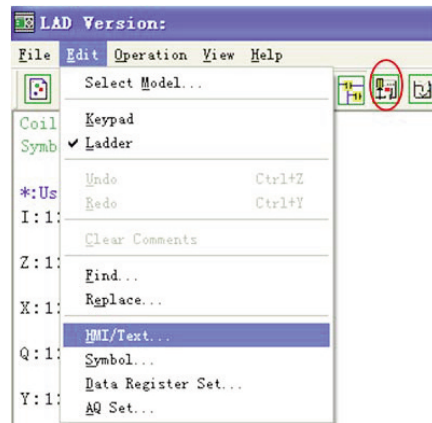 LAD Version:
File Edit Operation View Help
Select Model...
Coil
Keypad
Symb ✔ Ladder
Undo Ctrl+Z
*:Us
Redo Ctrl+Y
I:1
Clear Comments
Z:1
Find...
X:1
Replace...
HMI/Text...
Q:1
Symbol...
Data Register Set...
Y:1
AQ Set...